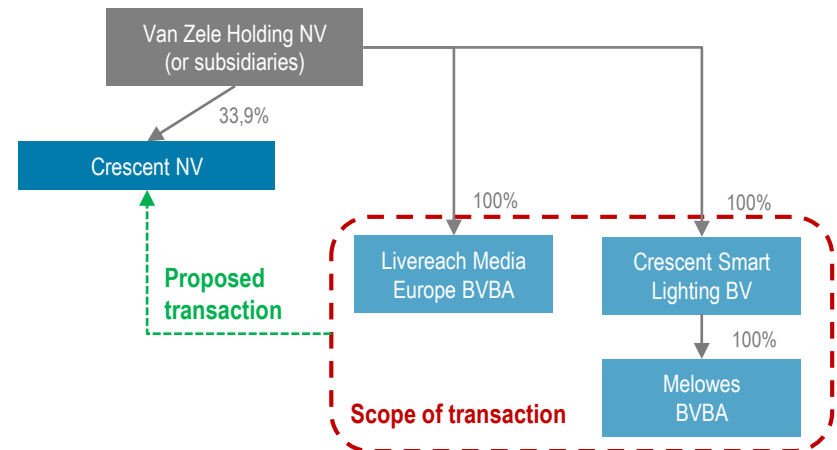 Van Zele Holding NV
(or subsidiaries)
33,9%
Crescent NV
100%
100%
Livereach Media
Europe BVBA
Crescent Smart
Lighting BV
Proposed
transaction
100%
Melowes
BVBA
Scope of transaction